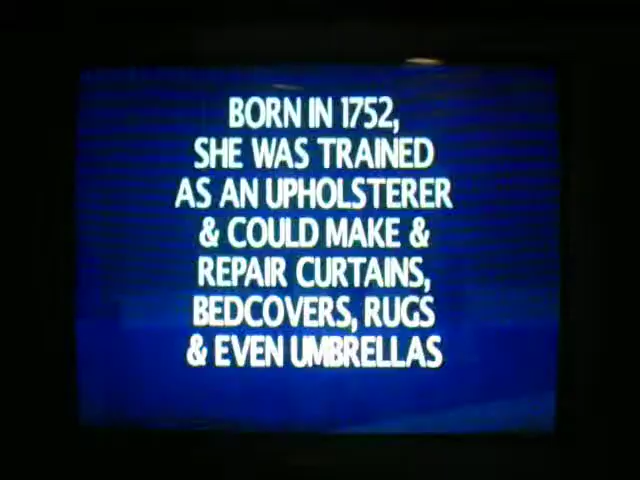 BORN IN 1752,
SHE WAS TRAINED
AS AN UPHOLSTERER
& COULD MAKE &
REPAIR CURTAINS,
BEDCOVERS, RUGS
& EVEN UMBRELLAS